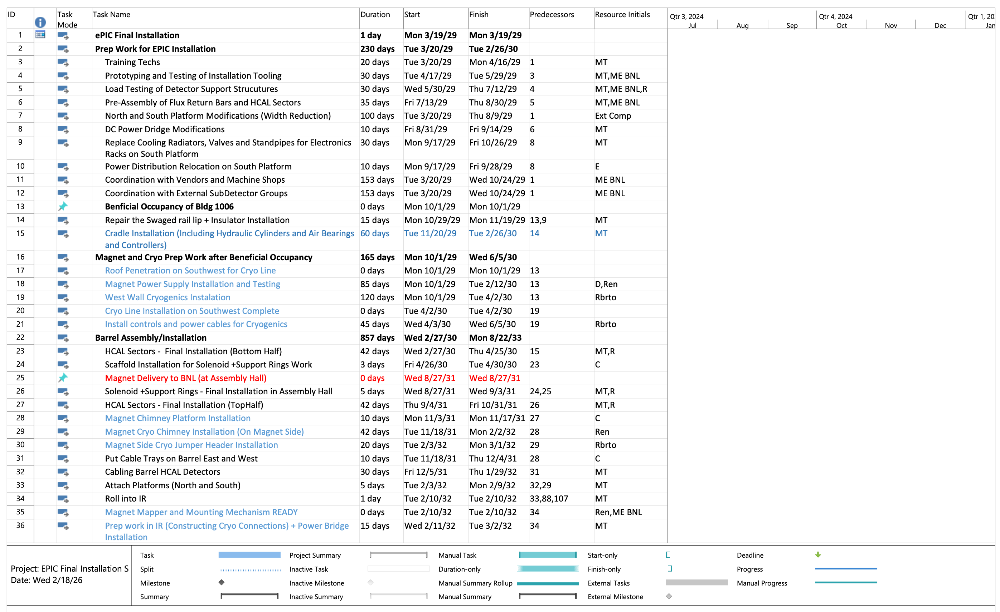 ID Task Mode Task Name Duration Start Finish Predecessors Resource Initials Qtr 3, 2024 Jul Aug Sep Qtr 4, 2024 Oct Nov Dec Qtr 1, 20 Jan
1 ePIC Final Installation 1 day Mon 3/19/29 Mon 3/19/29
2 Prep Work for EPIC Installation 230 days Tue 3/20/29 Tue 2/26/30
3 Training Techs 20 days Tue 3/20/29 Mon 4/16/29 1 MT
4 Prototyping and Testing of Installation Tooling 30 days Tue 4/17/29 Tue 5/29/29 3 MT,ME BNL
5 Load Testing of Detector Support Strucutures 30 days Wed 5/30/29 Thu 7/12/29 4 MT,ME BNL,R
6 Pre-Assembly of Flux Return Bars and HCAL Sectors 35 days Fri 7/13/29 Thu 8/30/29 5 MT,ME BNL
7 North and South Platform Modifications (Width Reduction) 100 days Tue 3/20/29 Thu 8/9/29 1 Ext Comp
8 DC Power Dridge Modifications 10 days Fri 8/31/29 Fri 9/14/29 6 MT
9 Replace Cooling Radiators, Valves and Standpipes for Electronics 30 days Mon 9/17/29 Fri 10/26/29 8 MT
Racks on South Platform
10 Power Distribution Relocation on South Platform 10 days Mon 9/17/29 Fri 9/28/29 8 E
11 Coordination with Vendors and Machine Shops 153 days Tue 3/20/29 Wed 10/24/29 1 ME BNL
12 Coordination with External SubDetector Groups 153 days Tue 3/20/29 Wed 10/24/29 1 ME BNL
13 Benficial Occupancy of Bldg 1006 0 days Mon 10/1/29 Mon 10/1/29
14 Repair the Swaged rail lip + Insulator Installation 15 days Mon 10/29/29 Mon 11/19/29 13,9 MT
15 Cradle Installation (Including Hydraulic Cylinders and Air Bearings 60 days Tue 11/20/29 Tue 2/26/30 14 MT
and Controllers)
16 Magnet and Cryo Prep Work after Beneficial Occupancy 165 days Mon 10/1/29 Wed 6/5/30
17 Roof Penetration on Southwest for Cryo Line 0 days Mon 10/1/29 Mon 10/1/29 13
18 Magnet Power Supply Installation and Testing 85 days Mon 10/1/29 Tue 2/12/30 13 D,Ren
19 West Wall Cryogenics Instalation 120 days Mon 10/1/29 Tue 4/2/30 13 Rbrto
20 Cryo Line Installation on Southwest Complete 0 days Tue 4/2/30 Tue 4/2/30 19
21 Install controls and power cables for Cryogenics 45 days Wed 4/3/30 Wed 6/5/30 19 Rbrto
22 Barrel Assembly/Installation 857 days Wed 2/27/30 Mon 8/22/33
23 HCAL Sectors - Final Installation (Bottom Half) 42 days Wed 2/27/30 Thu 4/25/30 15 MT,R
24 Scaffold Installation for Solenoid +Support Rings Work 3 days Fri 4/26/30 Tue 4/30/30 23 C
25 Magnet Delivery to BNL (at Assembly Hall) 0 days Wed 8/27/31 Wed 8/27/31
26 Solenoid +Support Rings - Final Installation in Assembly Hall 5 days Wed 8/27/31 Wed 9/3/31 24,25 MT,R
27 HCAL Sectors - Final Installation (TopHalf) 42 days Thu 9/4/31 Fri 10/31/31 26 MT,R
28 Magnet Chimney Platform Installation 10 days Mon 11/3/31 Mon 11/17/31 27 C
29 Magnet Cryo Chimney Installation (On Magnet Side) 42 days Tue 11/18/31 Mon 2/2/32 28 Ren
30 Magnet Side Cryo Jumper Header Installation 20 days Tue 2/3/32 Mon 3/1/32 29 Rbrto
31 Put Cable Trays on Barrel East and West 10 days Tue 11/18/31 Thu 12/4/31 28 C
32 Cabling Barrel HCAL Detectors 30 days Fri 12/5/31 Thu 1/29/32 31 MT
33 Attach Platforms (North and South) 5 days Tue 2/3/32 Mon 2/9/32 32,29 MT
34 Roll into IR 1 day Tue 2/10/32 Tue 2/10/32 33,88,107 MT
35 Magnet Mapper and Mounting Mechanism READY 0 days Tue 2/10/32 Tue 2/10/32 34 Ren,ME BNL
36 Prep work in IR (Constructing Cryo Connections) + Power Bridge 15 days Wed 2/11/32 Tue 3/2/32 34 MT
Installation
Project: EPIC Final Installation S
Date: Wed 2/18/26
Task Project Summary Manual Task Start-only Deadline
Split Inactive Task Duration-only Finish-only Progress
Milestone Inactive Milestone Manual Summary Rollup External Tasks Manual Progress
Summary Inactive Summary Manual Summary External Milestone